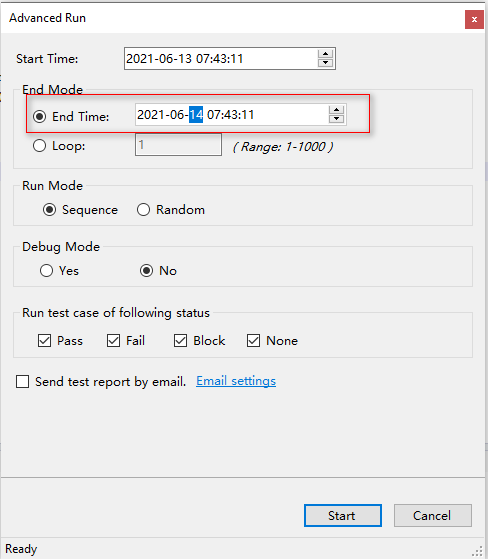 Advanced Run
Start Time: 2021-06-13 07:43:11
End Mode
End Time: 2021-06-14 07:43:11
Loop: 1 ( Range: 1-1000 )
Run Mode
Sequence Random
Debug Mode
Yes No
Run test case of following status
Pass Fail Block None
Send test report by email. Email settings
Start Cancel
Ready